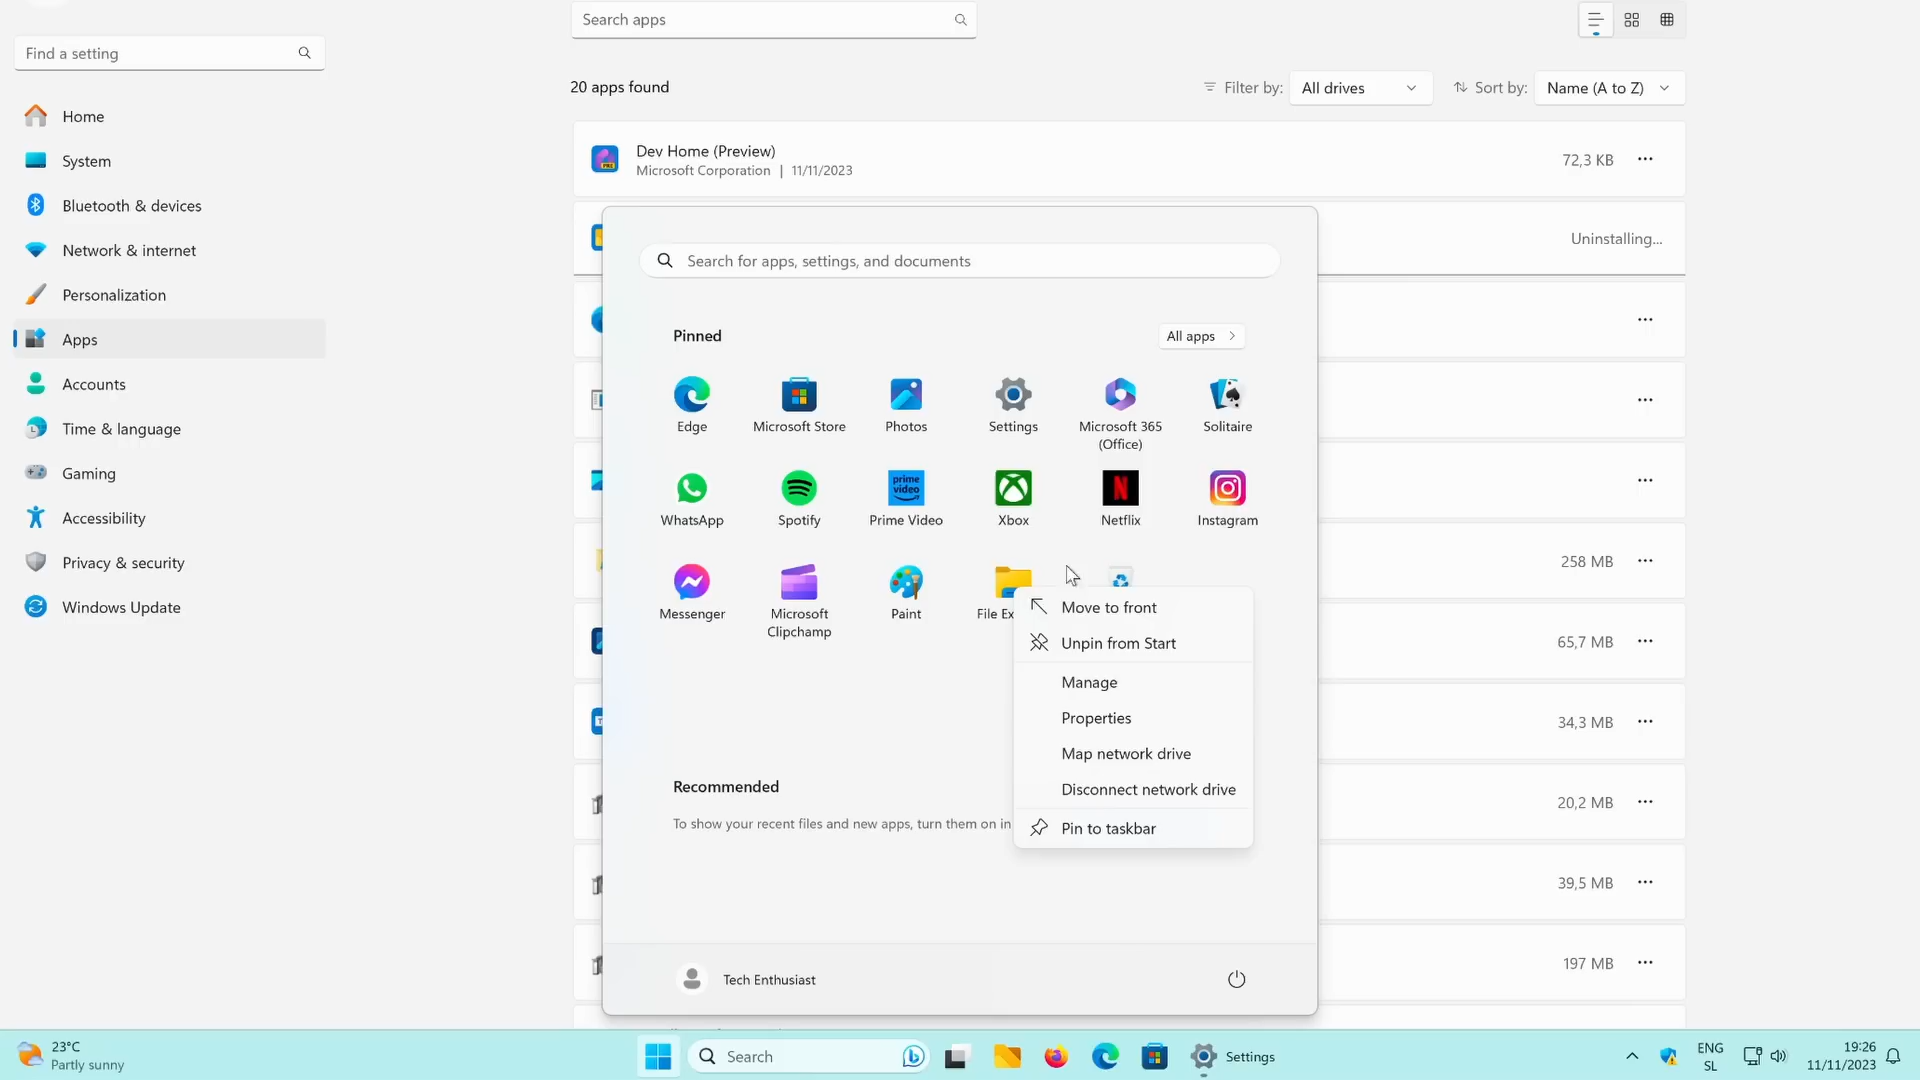 Search apps
Find a setting
20 apps found
Filter by:
All drives
Sort by:
Name (A to Z)
Home
System
Bluetooth & devices
Network & internet
Personalization
Apps
Accounts
Time & language
Gaming
Accessibility
Privacy & security
Windows Update
Dev Home (Preview)
Microsoft Corporation | 11/11/2023
72,3 KB
Uninstalling...
258 MB
65,7 MB
34,3 MB
20,2 MB
39,5 MB
197 MB
Search for apps, settings, and documents
Pinned
All apps
Edge
Microsoft Store
Photos
Settings
Microsoft 365
(Office)
Solitaire
WhatsApp
Spotify
prime
video
Prime Video
Xbox
Netflix
Instagram
Messenger
Microsoft
Clipchamp
Paint
File Ex
Move to front
Unpin from Start
Manage
Properties
Map network drive
Disconnect network drive
Pin to taskbar
Recommended
To show your recent files and new apps, turn them on in
Tech Enthusiast
23°C
Partly sunny
Search
Settings
ENG
SL
19:26
11/11/2023